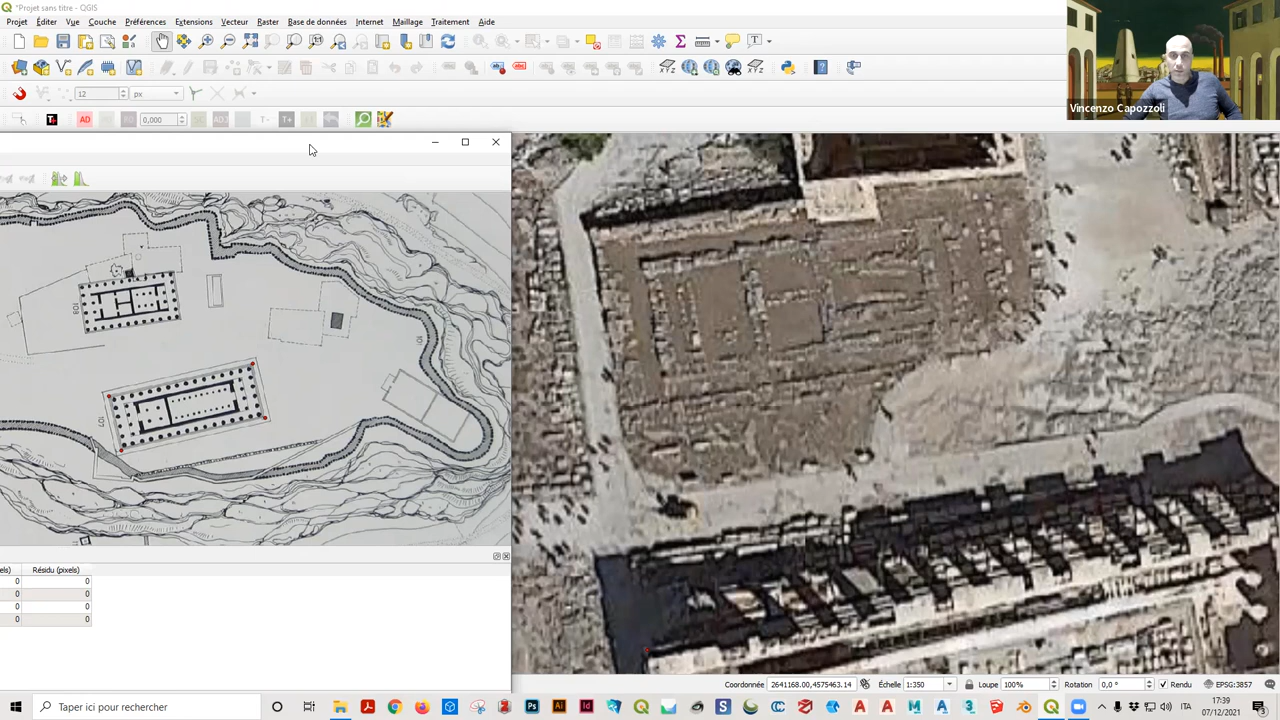 *Projet sans titre - QGIS
Projet Éditer Vue Couche Préférences Extensions Vecteur Raster Base de données Internet Maillage Traitement Aide
12 px
0,000
Vincenzo Capozzoli
els) Résidu (pixels)
0 0
0 0
0 0
0 0
Coordonnée 2641168.00,4575463.14 Échelle 1:350 Loupe 100% Rotation 0,0 ° Rendu EPSG:3857
Taper ici pour rechercher
ITA
17:39
07/12/2021